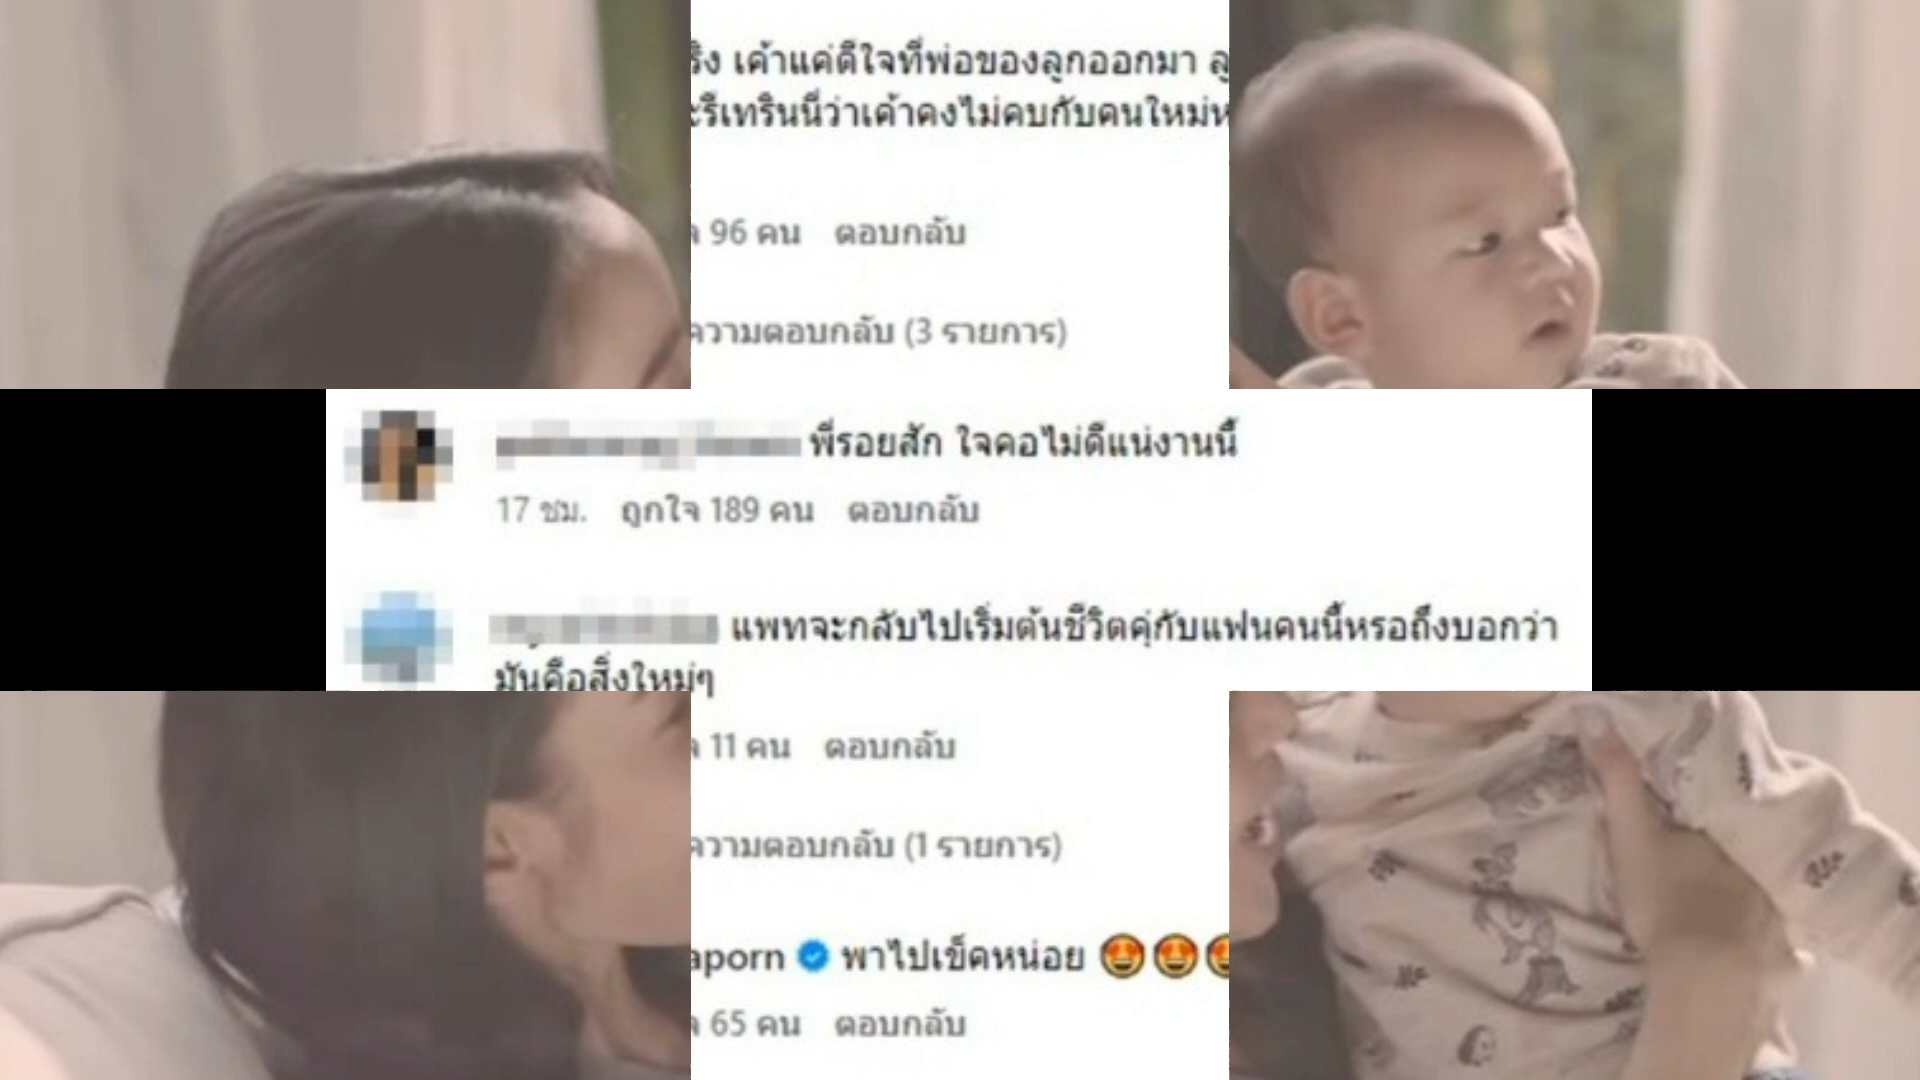 เค้าแค่ดีใจที่พ่อของลูกออกมา
รีเทรินนี่ว่าเค้าคงไม่คบกับคนใหม่
96 คน ตอบกลับ
ความตอบกลับ (3 รายการ)
พี่รอยสัก ใจคอไม่ดีแน่งานนี้
17 ชม. ถูกใจ 189 คน ตอบกลับ
แพทจะกลับไปเริ่มต้นชีวิตคู่กับแฟนคนนี้หรอถึงบอกว่า
มันคือสิ่งใหม่ๆ
11 คน ตอบกลับ
ความตอบกลับ (1 รายการ)
aporn พาไปเข็คหน่อย 🤩🤩🤩
65 คน ตอบกลับ